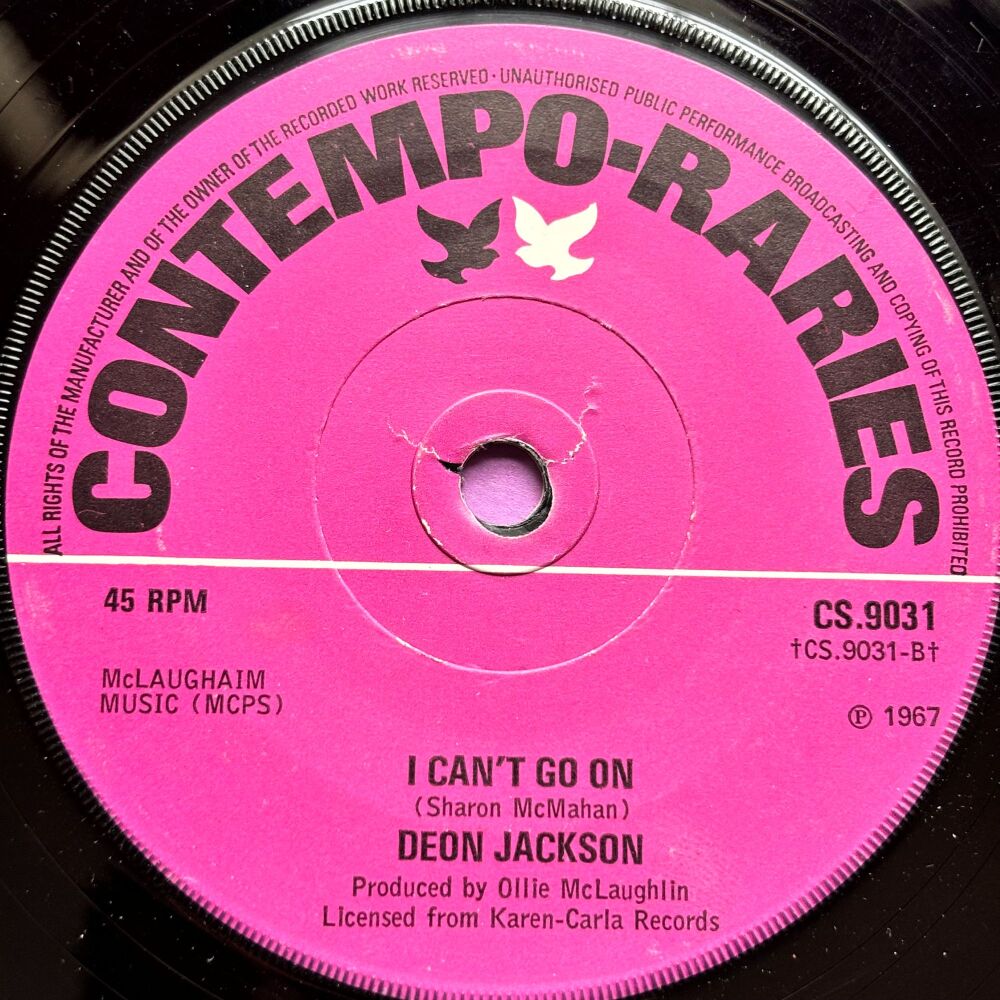 ALL RIGHTS OF THE MANUFACTURER AND OF THE OWNER OF THE RECORDED WORK RESERVED · UNAUTHORISED PUBLIC PERFORMANCE BROADCASTING AND COPYING OF THIS RECORD PROHIBITED
CONTEMPO-RARIES
45 RPM
CS.9031
†CS.9031-B†
McLAUGHAIM
MUSIC (MCPS)
℗ 1967
I CAN'T GO ON
(Sharon McMahan)
DEON JACKSON
Produced by Ollie McLaughlin
Licensed from Karen-Carla Records